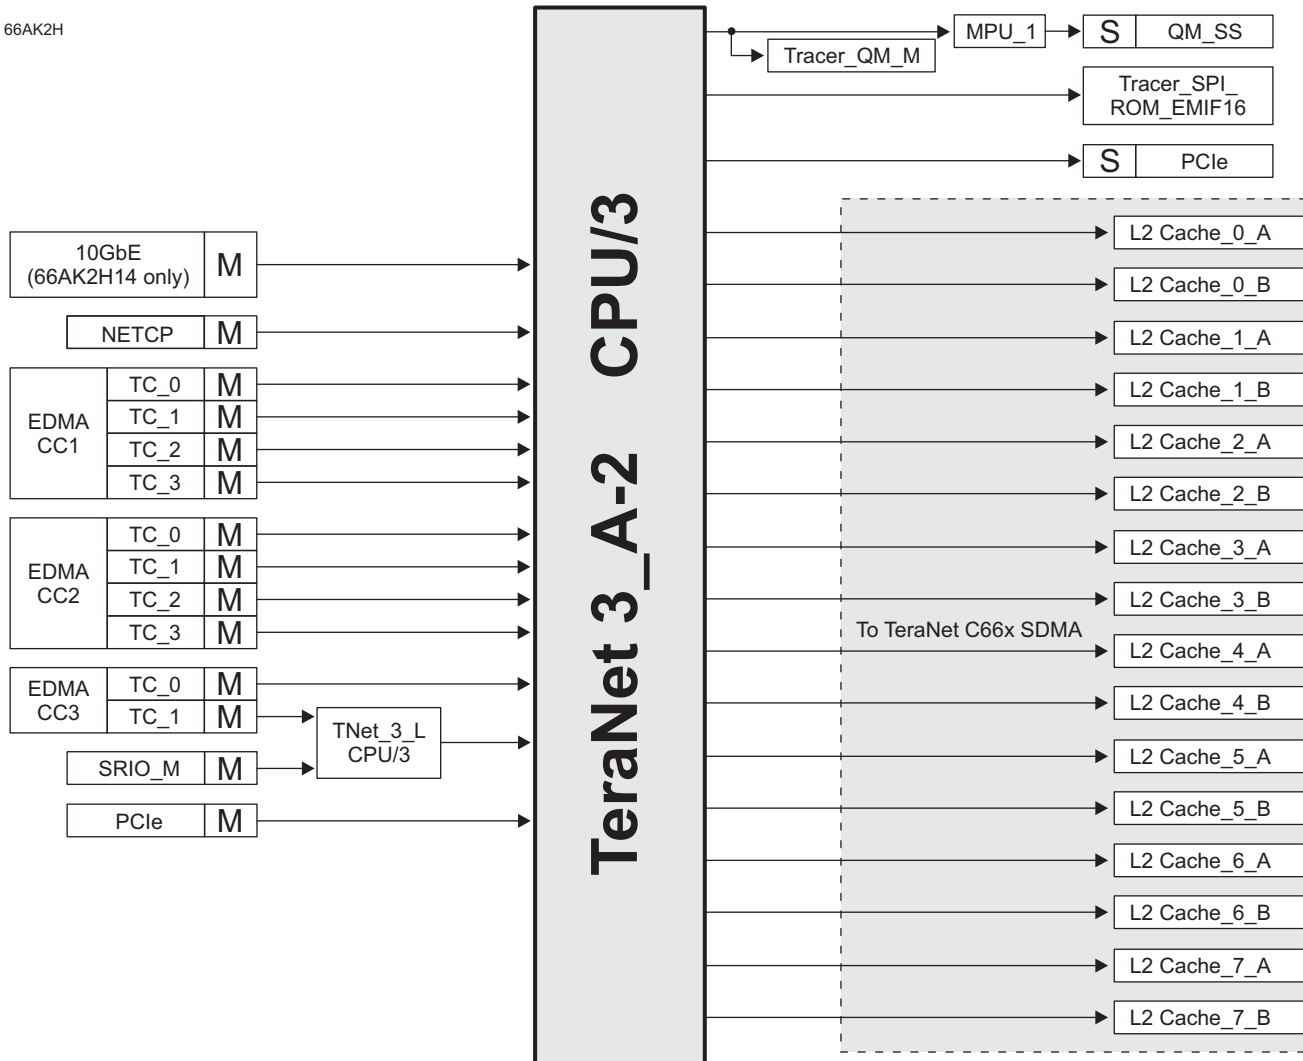 66AK2H
MPU_1
S
QM_SS
Tracer_QM_M
Tracer_SPI_
ROM_EMIF16
S
PCIe
10GbE
(66AK2H14 only)
M
NETCP
M
EDMA
CC1
TC_0
M
TC_1
M
TC_2
M
TC_3
M
EDMA
CC2
TC_0
M
TC_1
M
TC_2
M
TC_3
M
EDMA
CC3
TC_0
M
TC_1
M
TNet_3_L
CPU/3
SRIO_M
M
PCIe
M
TeraNet 3_A-2 CPU/3
To TeraNet C66x SDMA
L2 Cache_0_A
L2 Cache_0_B
L2 Cache_1_A
L2 Cache_1_B
L2 Cache_2_A
L2 Cache_2_B
L2 Cache_3_A
L2 Cache_3_B
L2 Cache_4_A
L2 Cache_4_B
L2 Cache_5_A
L2 Cache_5_B
L2 Cache_6_A
L2 Cache_6_B
L2 Cache_7_A
L2 Cache_7_B